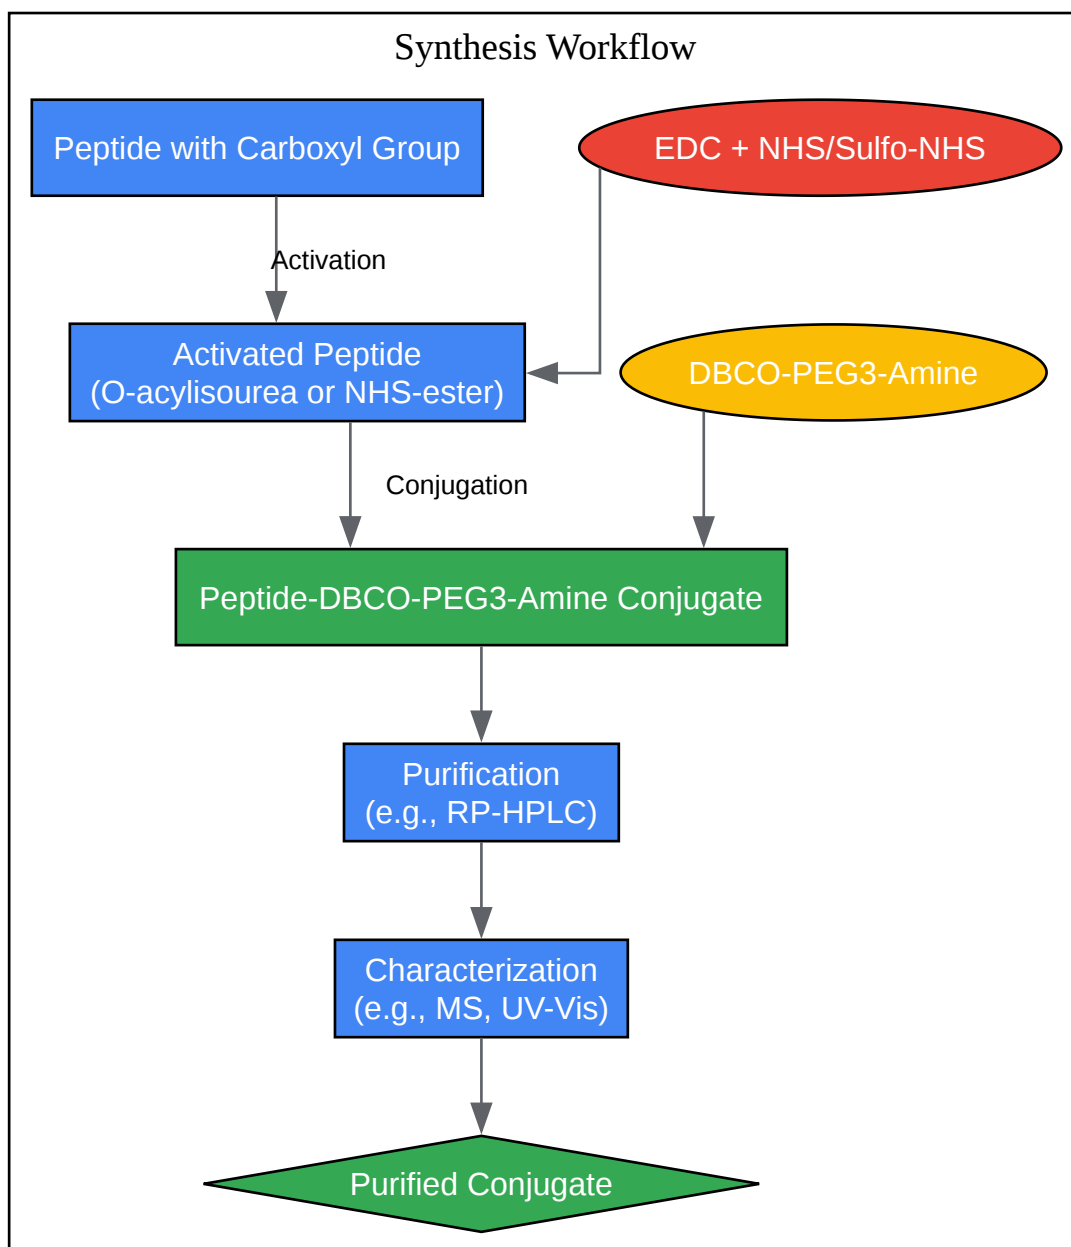 Synthesis Workflow
Peptide with Carboxyl Group
EDC + NHS/Sulfo-NHS
Activation
Activated Peptide
(O-acylisourea or NHS-ester)
DBCO-PEG3-Amine
Conjugation
Peptide-DBCO-PEG3-Amine Conjugate
Purification
(e.g., RP-HPLC)
Characterization
(e.g., MS, UV-Vis)
Purified Conjugate